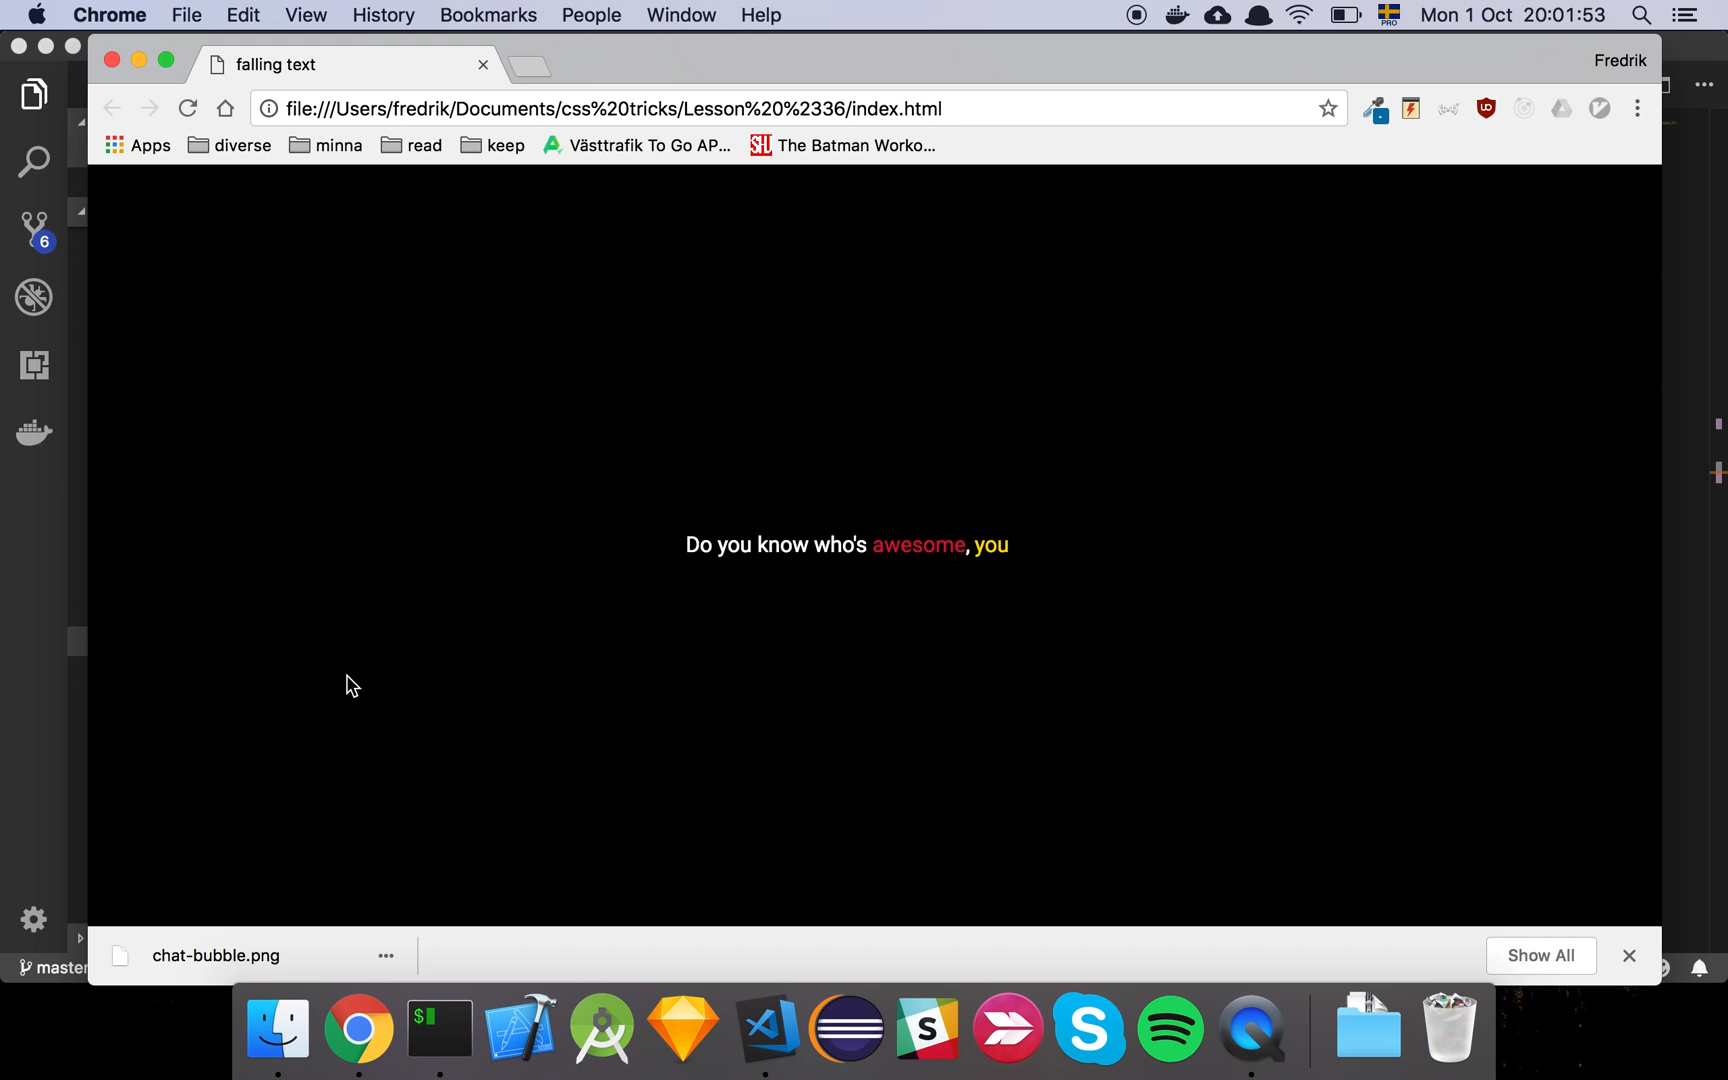 Chrome File Edit View History Bookmarks People Window Help PRO Mon 1 Oct 20:01:53
falling text
Fredrik
file:///Users/fredrik/Documents/css%20tricks/Lesson%20%2336/index.html
Apps diverse minna read keep Västtrafik To Go AP... The Batman Worko...
6
Do you know who's awesome, you
chat-bubble.png
Show All
master
$
S
S